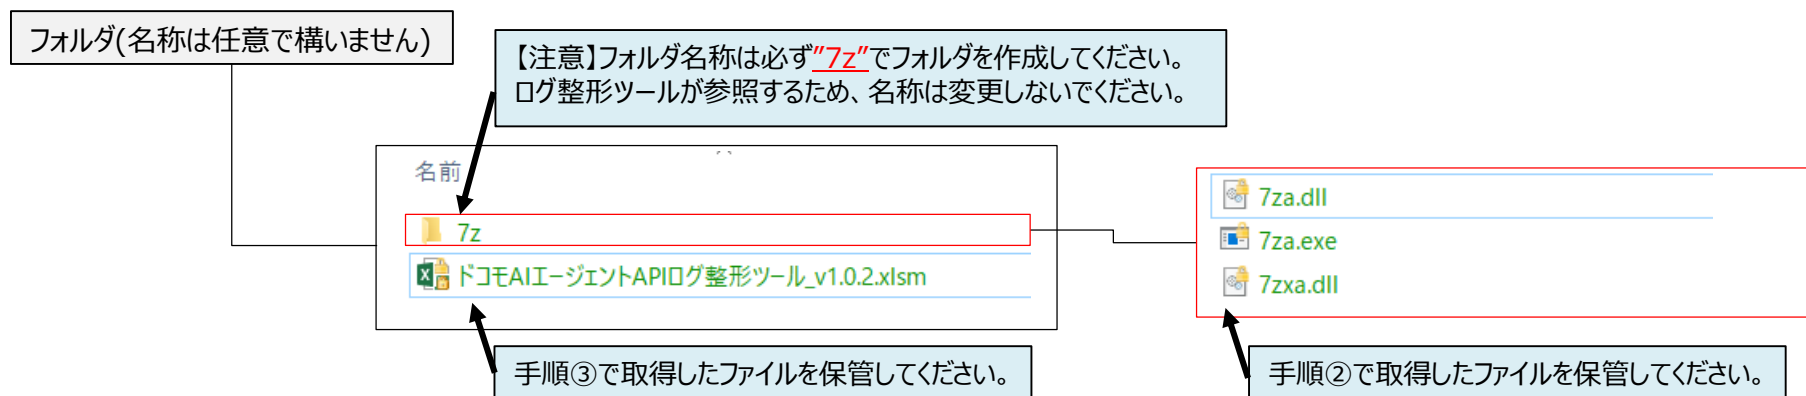 フォルダ(名称は任意で構いません)
【注意】フォルダ名称は必ず”7z”でフォルダを作成してください。
ログ整形ツールが参照するため、名称は変更しないでください。
名前
7z
ドコモAIエージェントAPIログ整形ツール_v1.0.2.xlsm
7za.dll
7za.exe
7zxa.dll
手順③で取得したファイルを保管してください。
手順②で取得したファイルを保管してください。